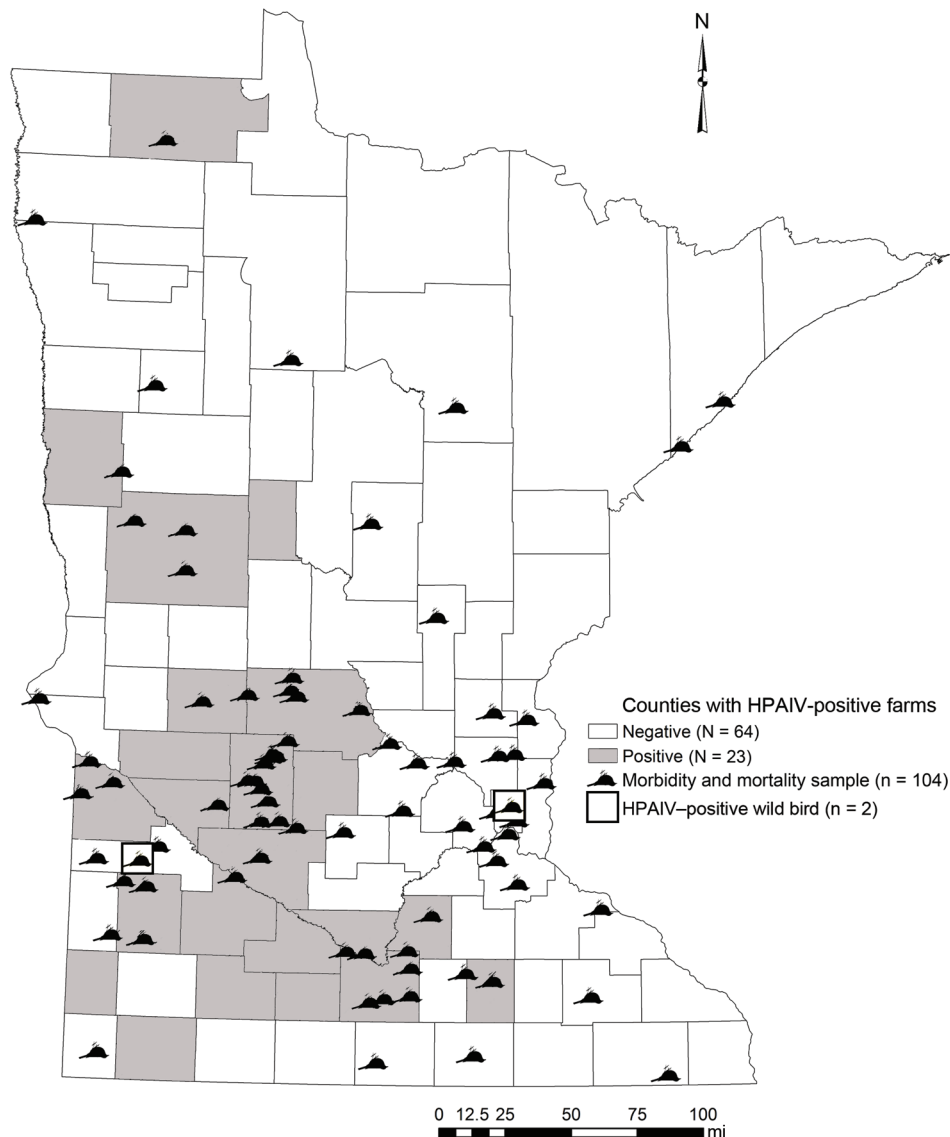 N
Counties with HPAIV-positive farms
Negative (N = 64)
Positive (N = 23)
Morbidity and mortality sample (n = 104)
HPAIV–positive wild bird (n = 2)
0 12.5 25 50 75 100
mi